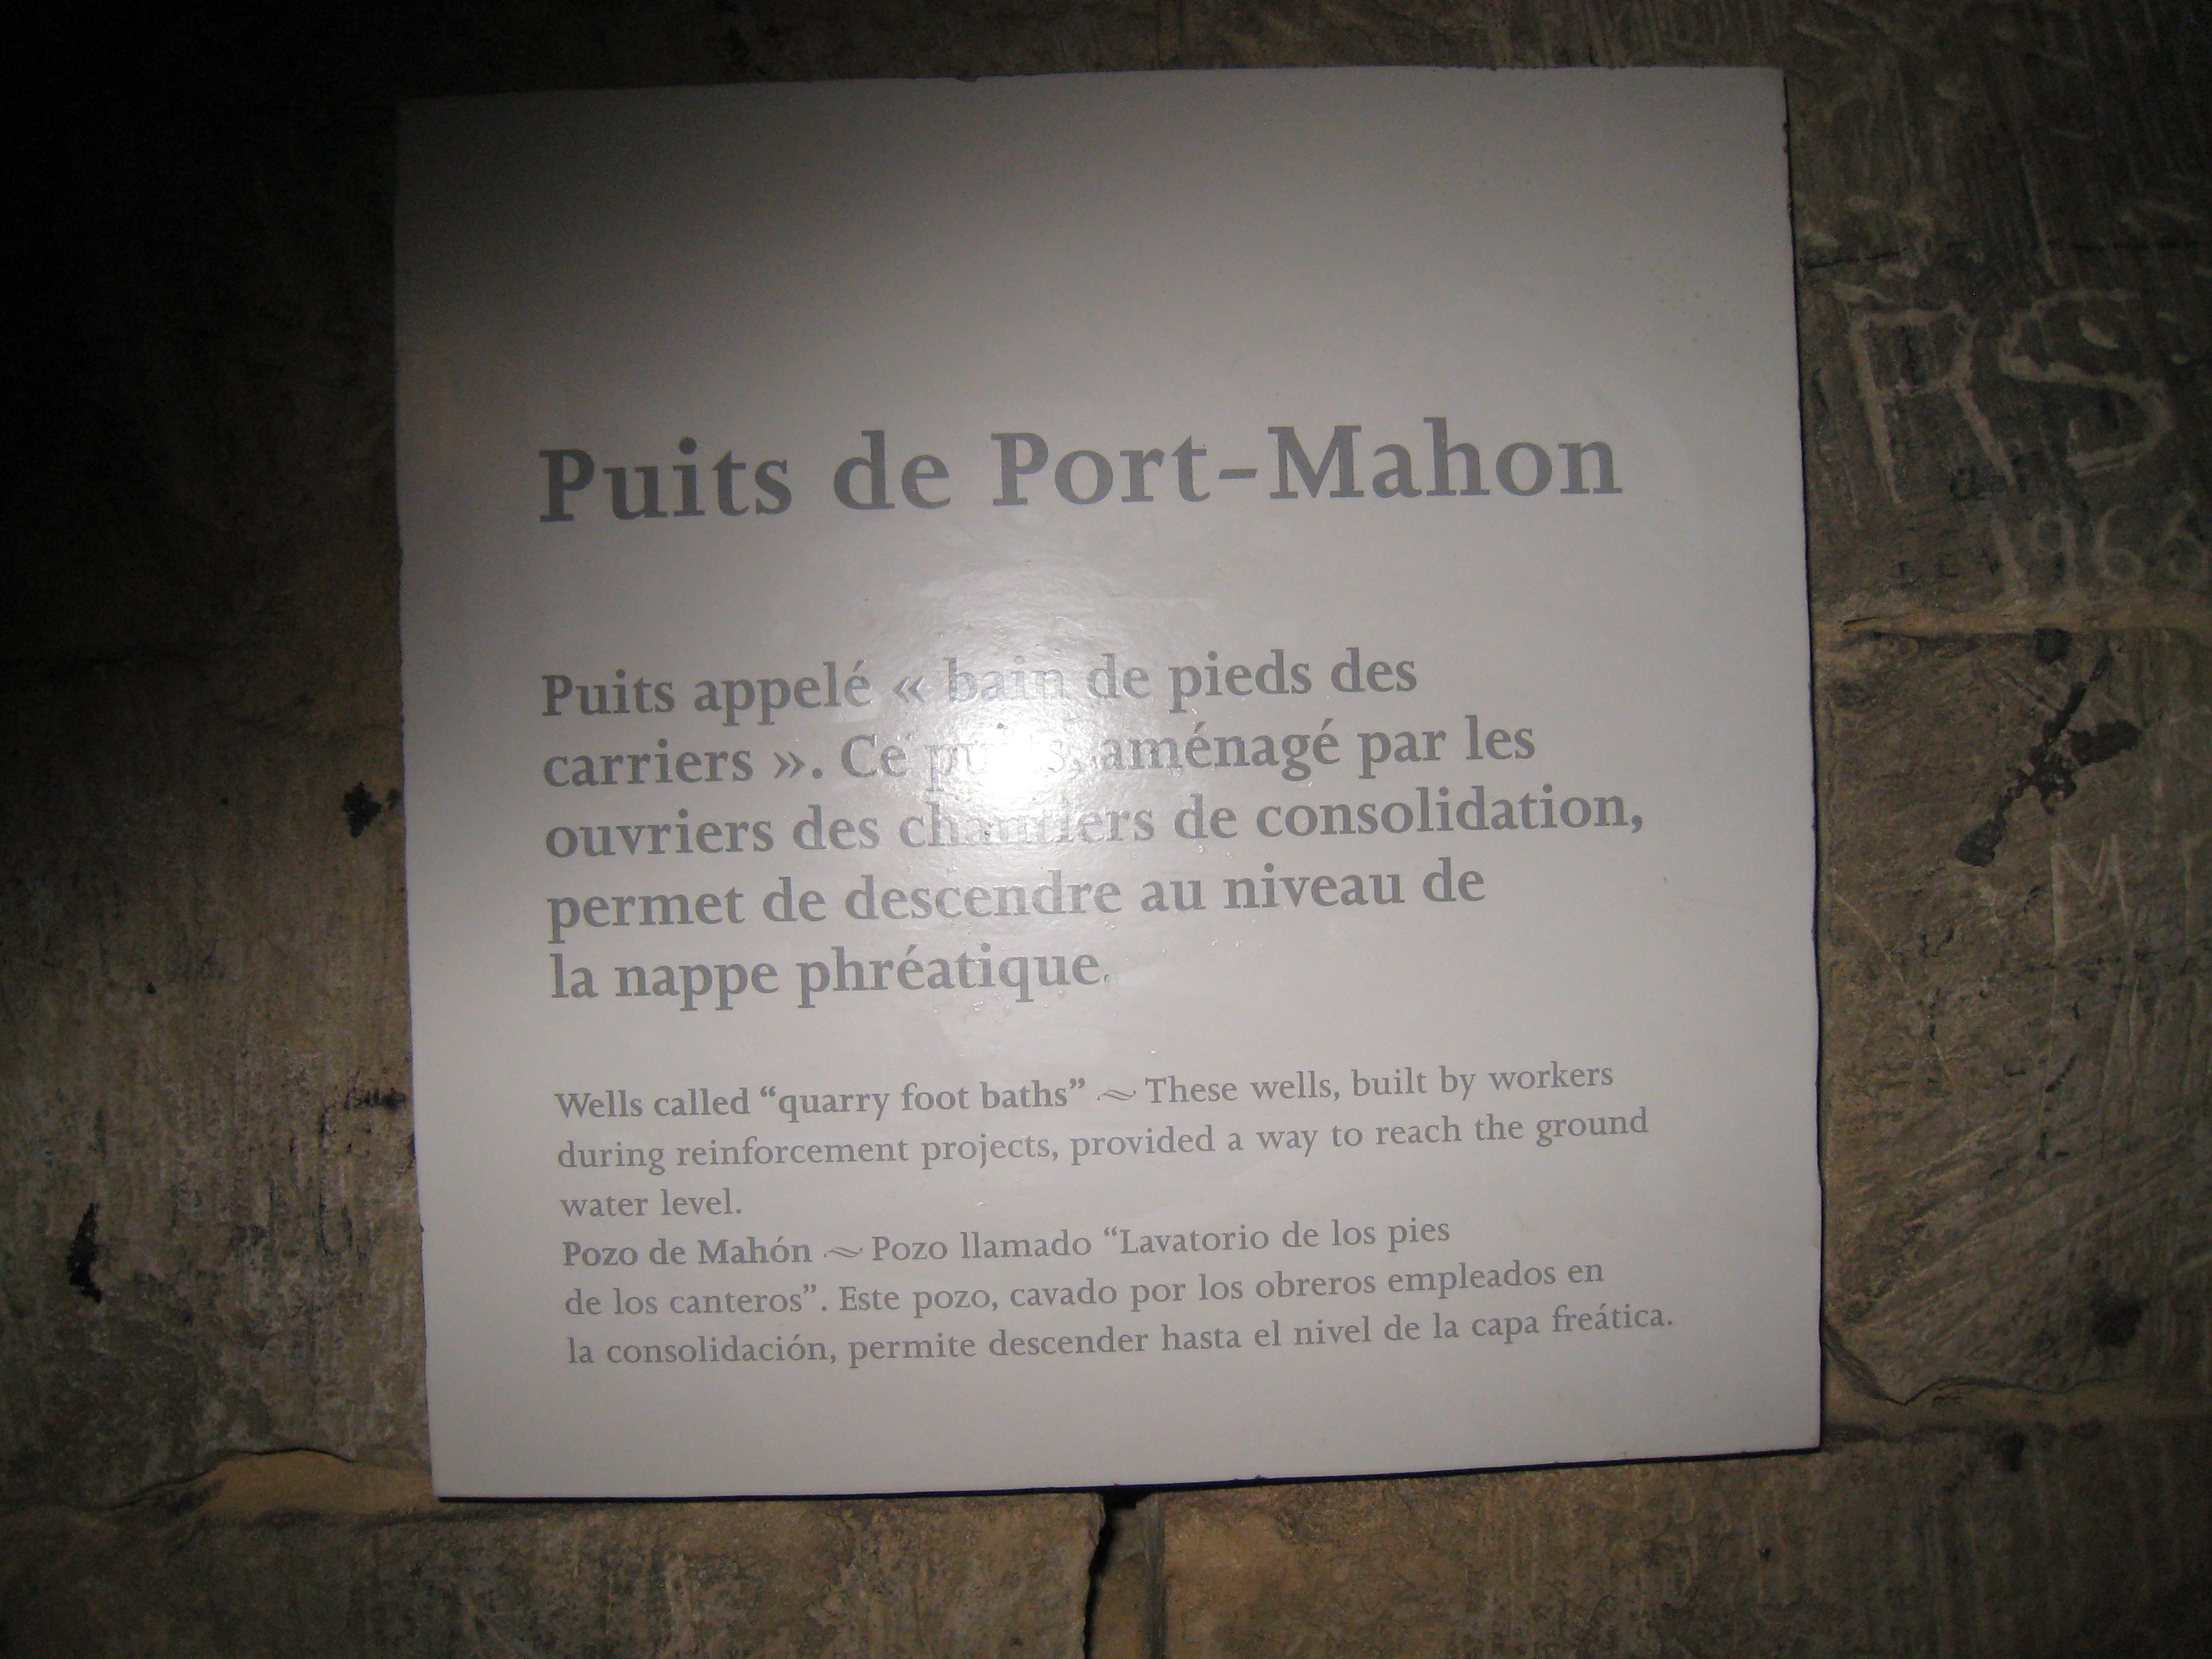 Puits de Port-Mahon
Puits appelé « bain de pieds des
carriers ». Ce puits, aménagé par les
ouvriers des chantiers de consolidation,
permet de descendre au niveau de
la nappe phréatique.
Wells called “quarry foot baths” ~ These wells, built by workers
during reinforcement projects, provided a way to reach the ground
water level.
Pozo de Mahón ~ Pozo llamado “Lavatorio de los pies
de los canteros”. Este pozo, cavado por los obreros empleados en
la consolidación, permite descender hasta el nivel de la capa freática.
RS
1966